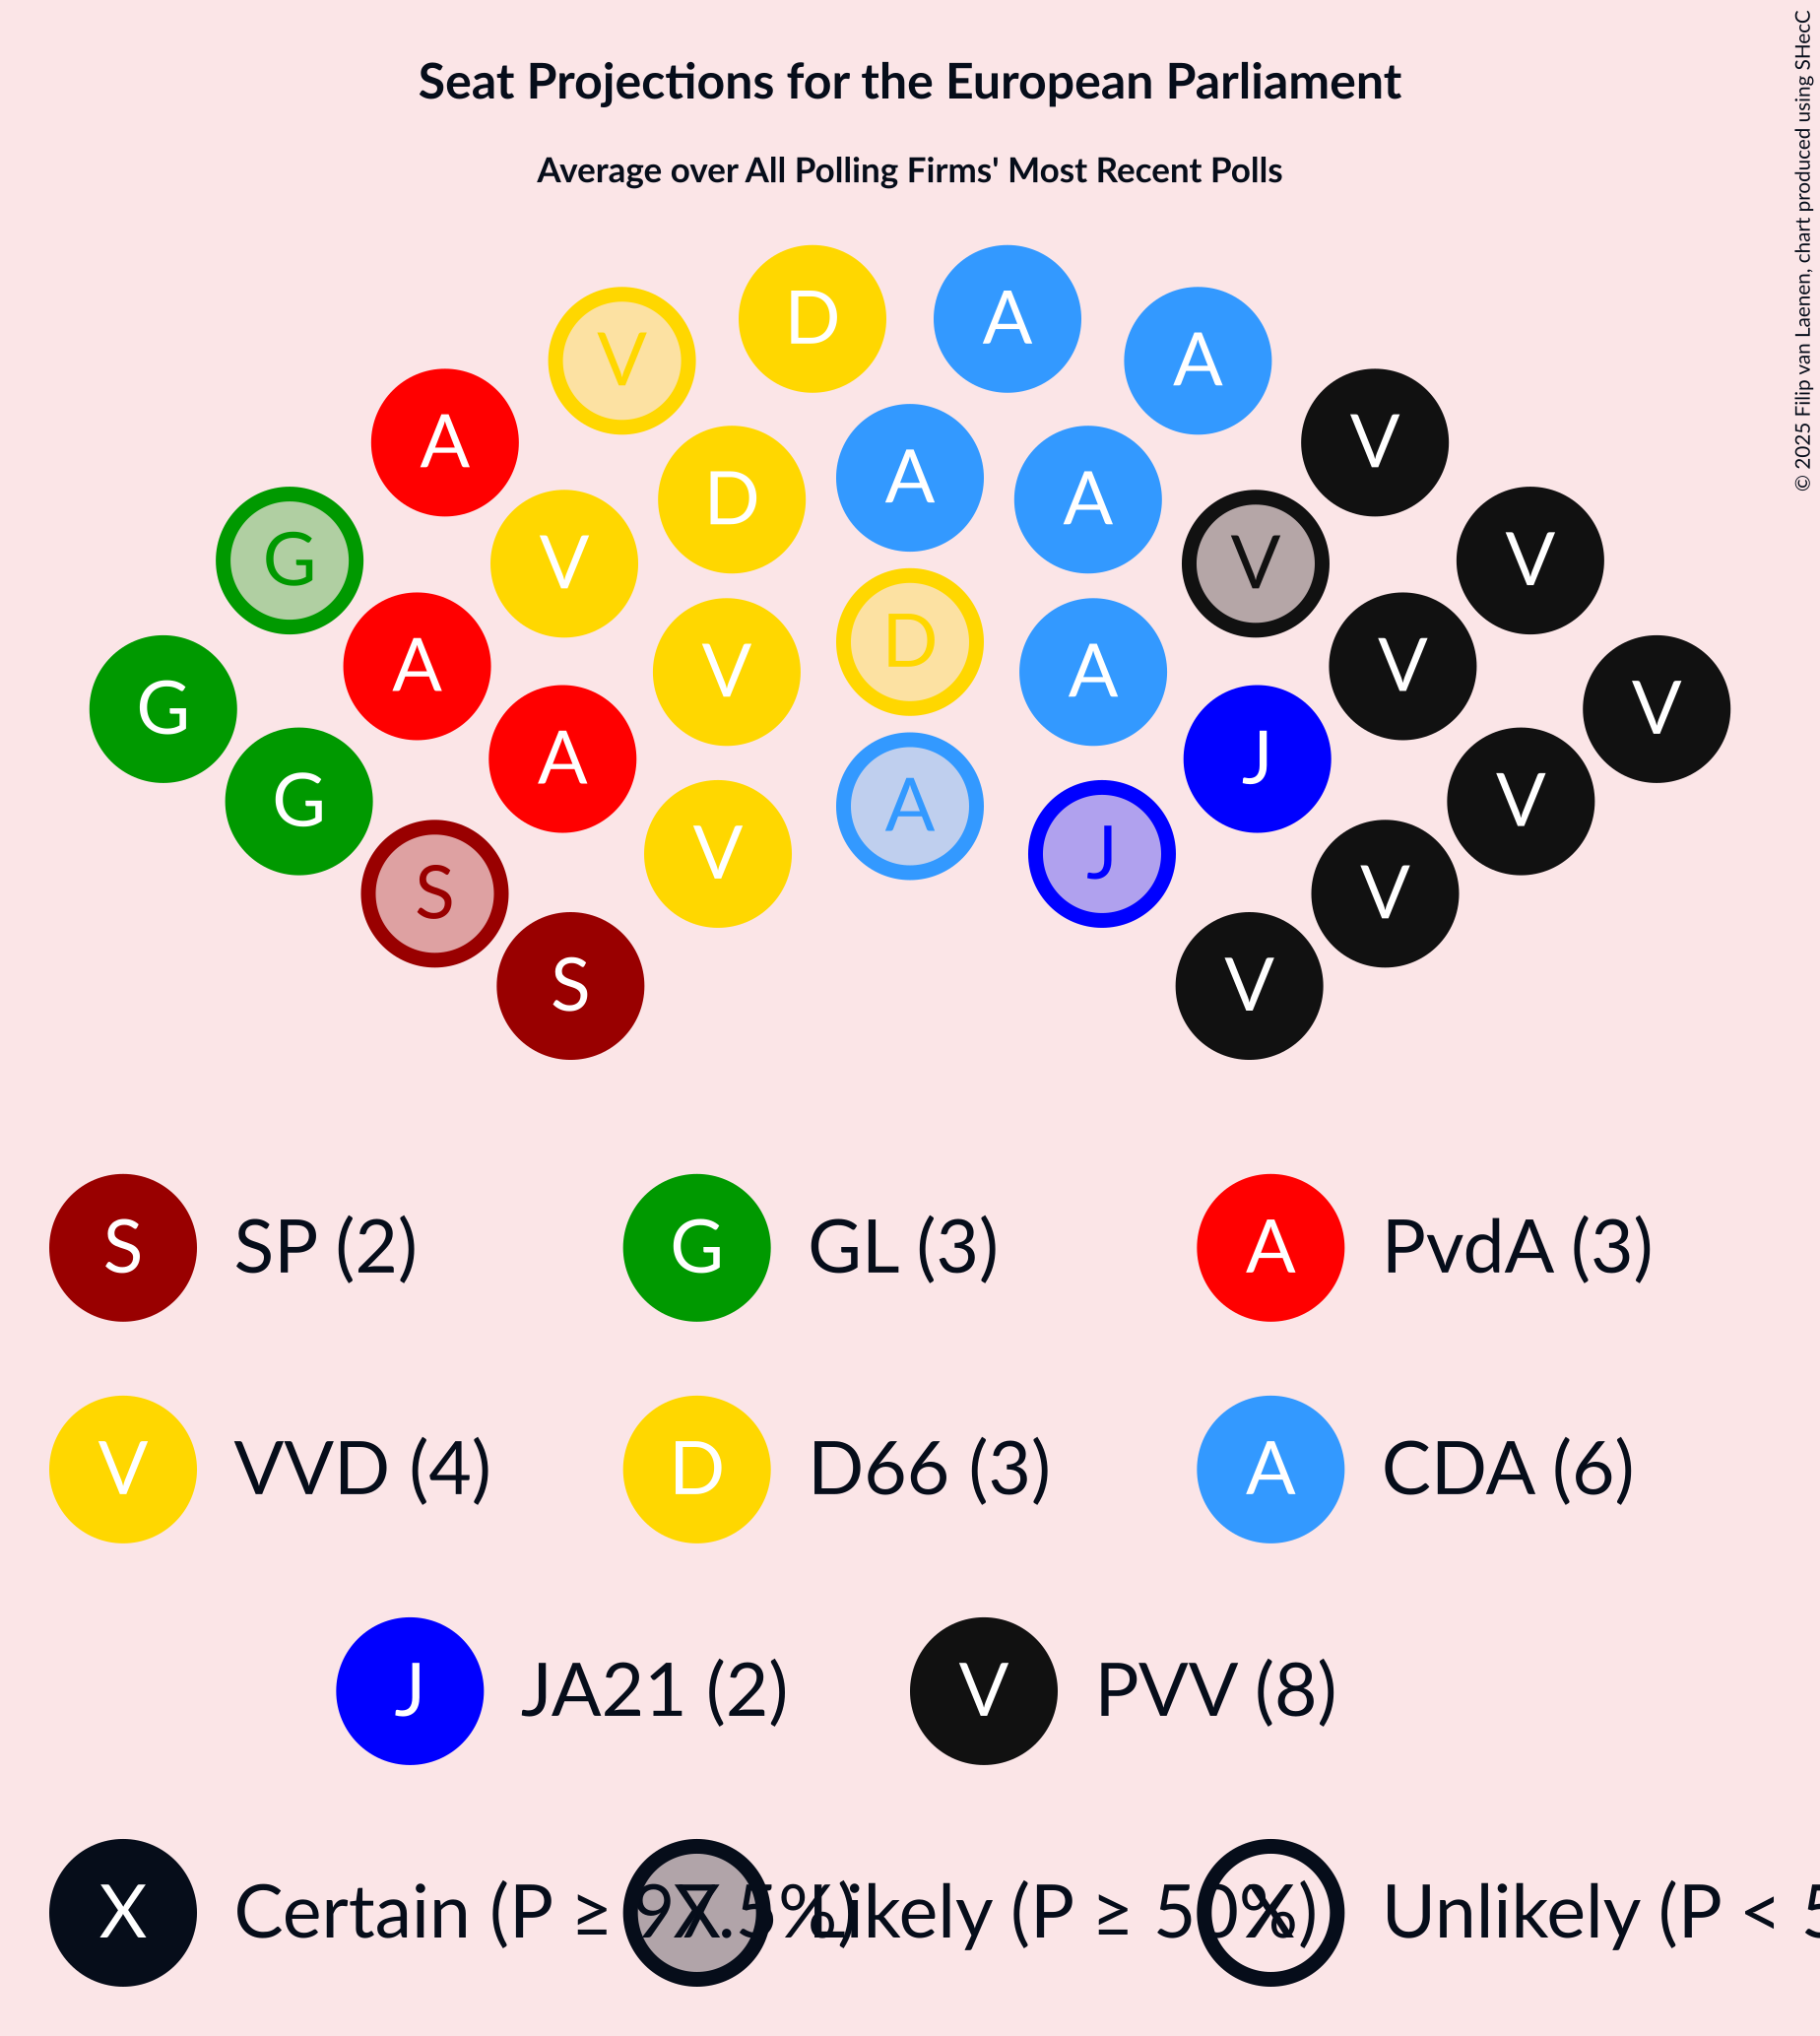 Seat Projections for the European Parliament
Average over All Polling Firms' Most Recent Polls
© 2025 Filip van Laenen, chart produced using SHecC
D A
V A
A V
A
D A
G V V V
A V
D
V A
G V
A J
G V
A J
V
S V
S V
S SP (2) G GL (3) A PvdA (3)
V VVD (4) D D66 (3) A CDA (6)
J JA21 (2) V PVV (8)
X Certain (P ≥ 97.5%) X Likely (P ≥ 50%) X Unlikely (P < 5